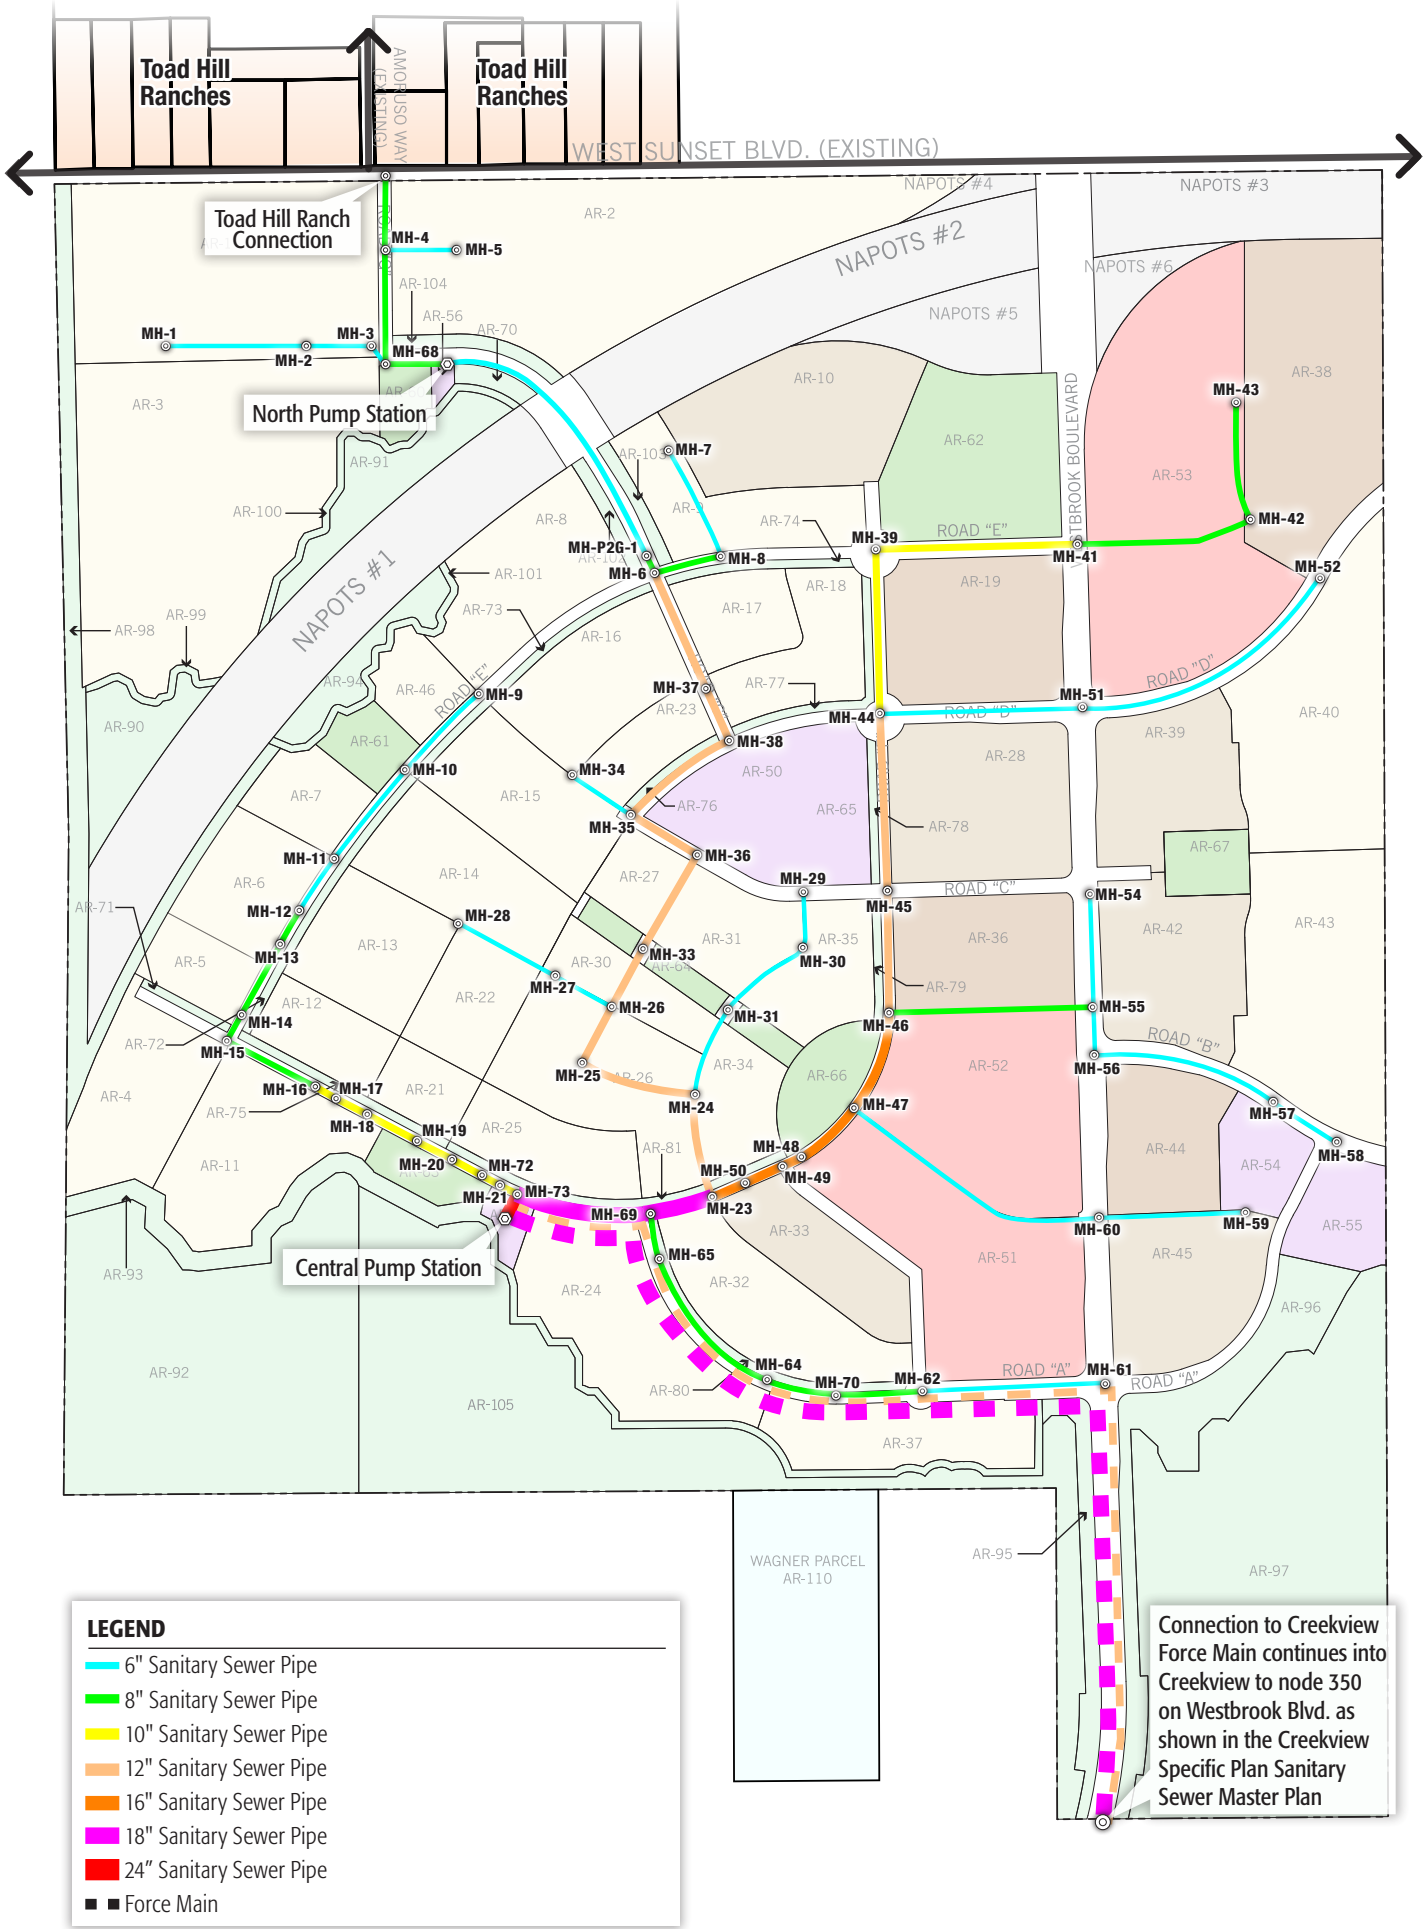 Toad Hill
Ranches
AMORUSO WAY
(EXISTING)
Toad Hill
Ranches
WEST SUNSET BLVD. (EXISTING)
NAPOTS #4
NAPOTS #3
AR-2
Toad Hill Ranch
Connection
MH-4
MH-5
NAPOTS #2
NAPOTS #6
AR-104
AR-56
AR-70
NAPOTS #5
MH-1
MH-2
MH-3
MH-68
AR-10
AR-38
AR-3
North Pump Station
MH-43
AR-62
WESTBROOK BOULEVARD
AR-91
AR-103
MH-7
AR-53
AR-100
AR-8
AR-9
AR-74
MH-39
ROAD "E"
MH-42
MH-P2G-1
AR-102
MH-8
MH-41
MH-52
NAPOTS #1
AR-101
MH-6
AR-18
AR-19
AR-99
AR-98
AR-73
AR-17
AR-16
AR-94
AR-46
ROAD "E"
MH-9
MH-37
AR-77
ROAD "D"
MH-51
AR-23
MH-44
ROAD "D"
AR-40
AR-90
AR-61
MH-38
AR-39
MH-10
MH-34
AR-50
AR-28
AR-7
AR-15
AR-76
AR-65
AR-78
MH-35
AR-67
MH-11
MH-36
AR-14
AR-27
MH-29
ROAD "C"
MH-54
AR-6
AR-71
MH-12
MH-28
MH-45
AR-43
AR-42
AR-13
MH-33
AR-31
AR-35
AR-36
MH-13
AR-5
AR-30
AR-64
MH-30
MH-27
AR-79
AR-22
AR-12
MH-26
MH-31
MH-55
MH-14
MH-46
AR-72
MH-15
ROAD "B"
AR-34
AR-52
MH-56
MH-25
AR-26
AR-66
MH-16
MH-17
AR-21
AR-4
AR-75
MH-24
MH-47
MH-57
MH-18
AR-25
MH-19
AR-81
MH-48
AR-44
MH-58
AR-11
MH-20
MH-72
MH-50
MH-49
AR-54
MH-21
MH-73
MH-69
MH-23
MH-60
MH-59
AR-55
AR-33
AR-93
Central Pump Station
MH-65
AR-51
AR-45
AR-24
AR-32
AR-96
AR-92
MH-64
MH-70
MH-62
ROAD "A"
MH-61
ROAD "A"
AR-80
AR-105
AR-37
WAGNER PARCEL
AR-110
AR-95
AR-97
LEGEND
6" Sanitary Sewer Pipe
8" Sanitary Sewer Pipe
10" Sanitary Sewer Pipe
12" Sanitary Sewer Pipe
16" Sanitary Sewer Pipe
18" Sanitary Sewer Pipe
24" Sanitary Sewer Pipe
Force Main
Connection to Creekview
Force Main continues into
Creekview to node 350
on Westbrook Blvd. as
shown in the Creekview
Specific Plan Sanitary
Sewer Master Plan